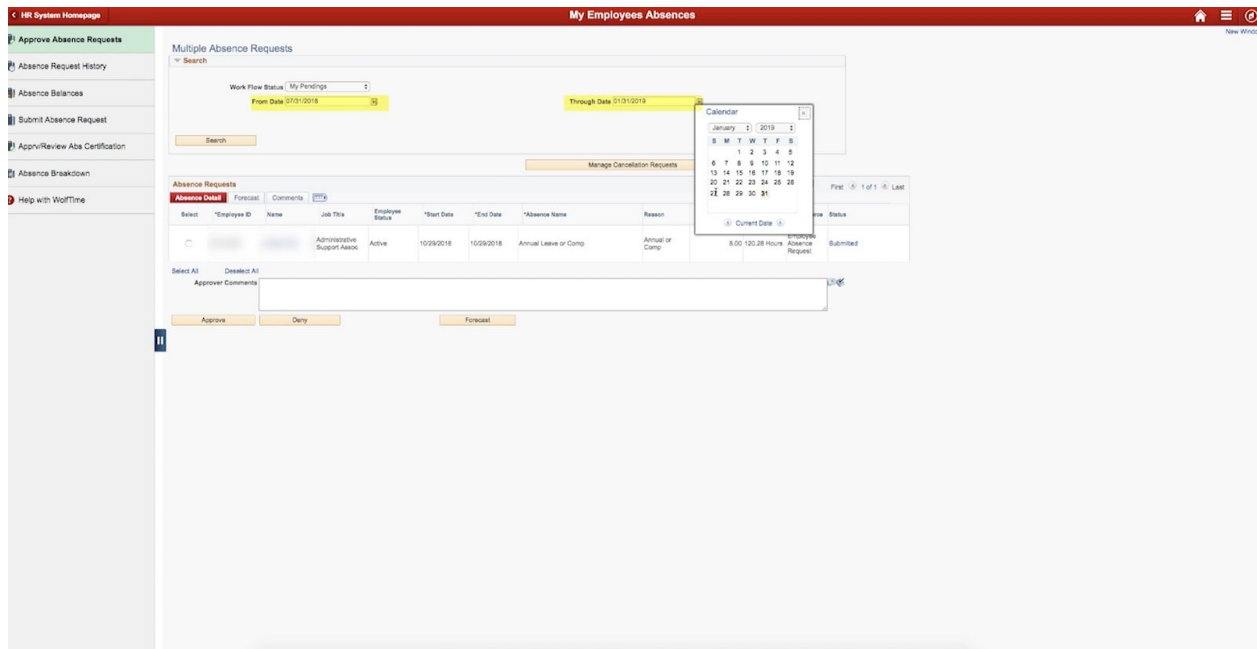 HR System Homepage
My Employees Absences
New Windo
Approve Absence Requests
Absence Request History
Absence Balances
Submit Absence Request
Apprv/Review Abs Certification
Absence Breakdown
Help with WolfTime
Multiple Absence Requests
Search
Work Flow Status My Pendings
From Date 07/31/2018 Through Date 01/31/2019
Search
Manage Cancellation Requests
Calendar
January 2019
S M T W T F S
1 2 3 4 5
6 7 8 9 10 11 12
13 14 15 16 17 18 19
20 21 22 23 24 25 26
27 28 29 30 31
Current Date
Absence Requests
First 1 of 1 Last
Absence Detail Forecast Comments
Select *Employee ID Name Job Title Employee Status *Start Date *End Date *Absence Name Reason Status
Administrative Support Assoc Active 10/29/2018 10/29/2018 Annual Leave or Comp Annual or Comp 8.00 120.28 Hours Employee Absence Request Submitted
Select All Deselect All
Approver Comments
Approve Deny Forecast